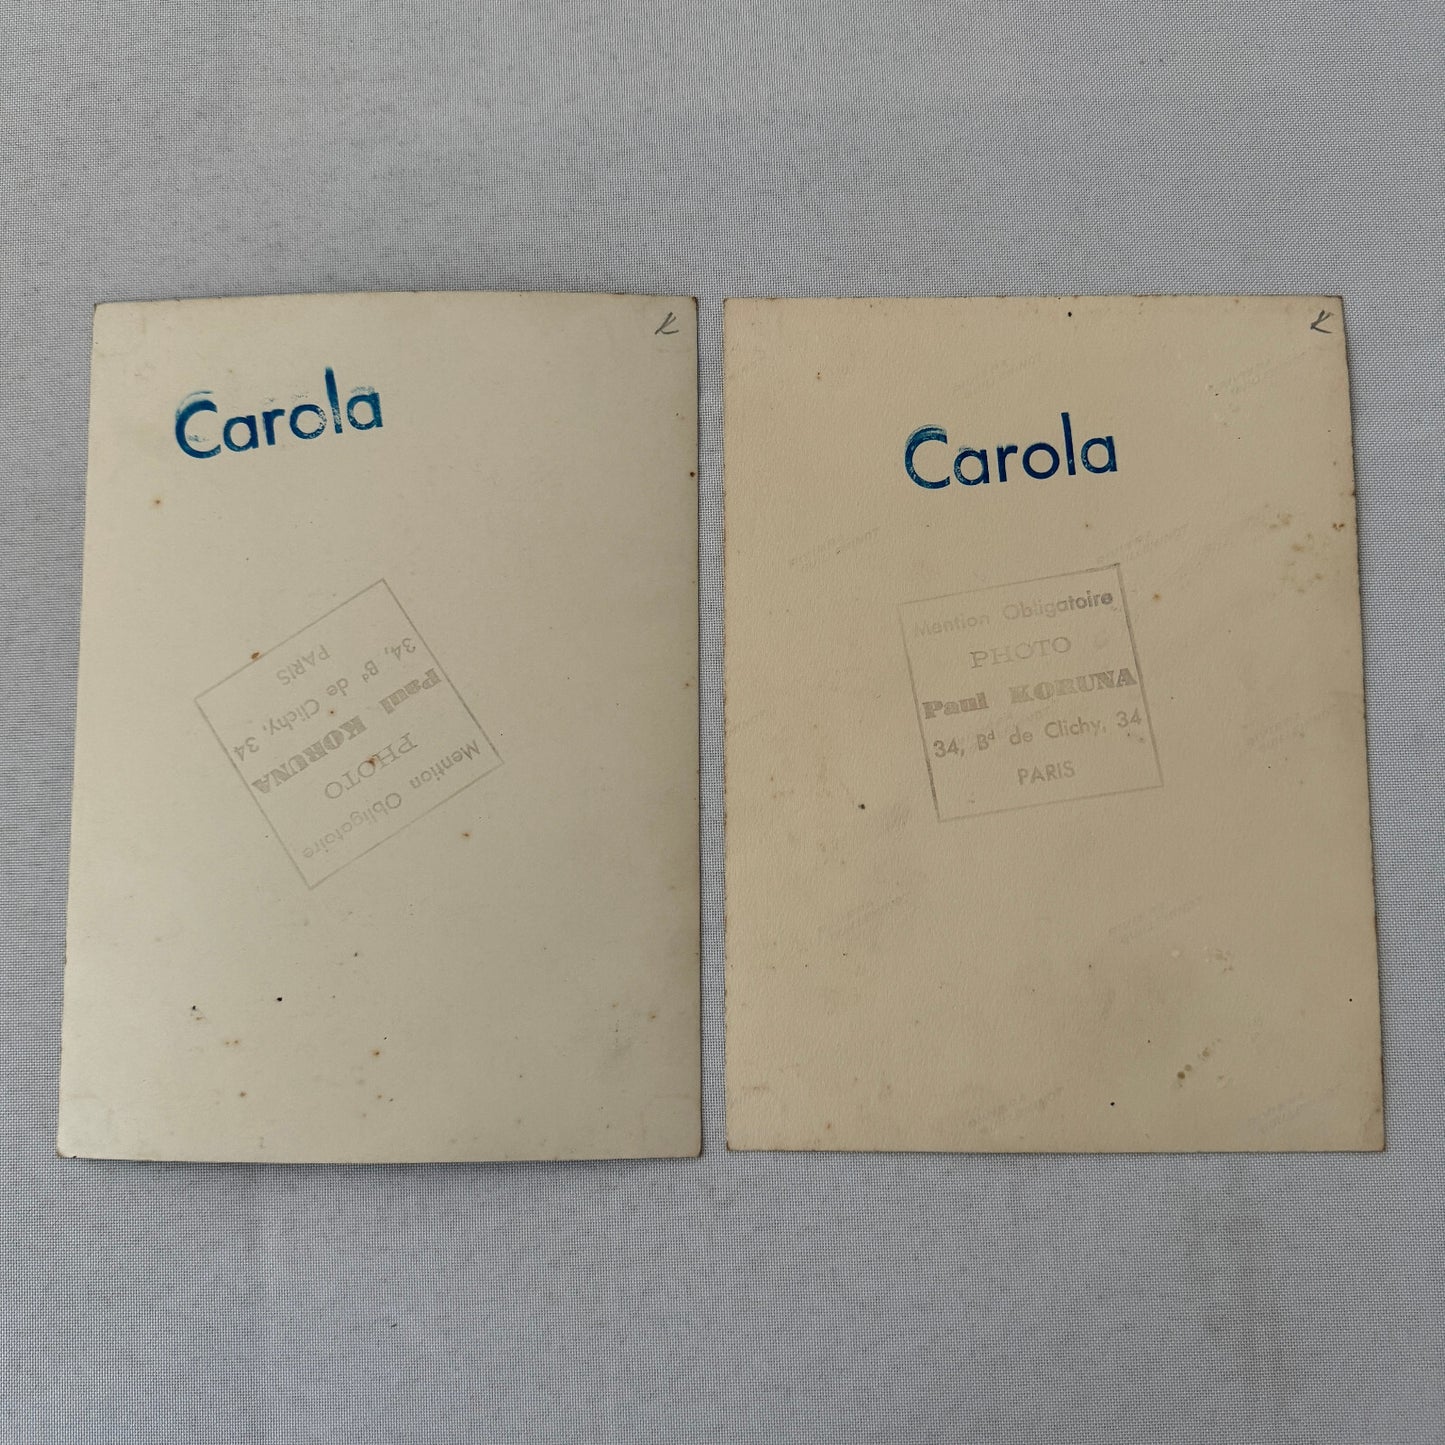 K
Carola
Mention Obligatoire
PHOTO
Paul KORUNA
34, Bd de Clichy, 34
PARIS
K
Carola
Mention Obligatoire
PHOTO
Paul KORUNA
34, Bd de Clichy, 34
PARIS